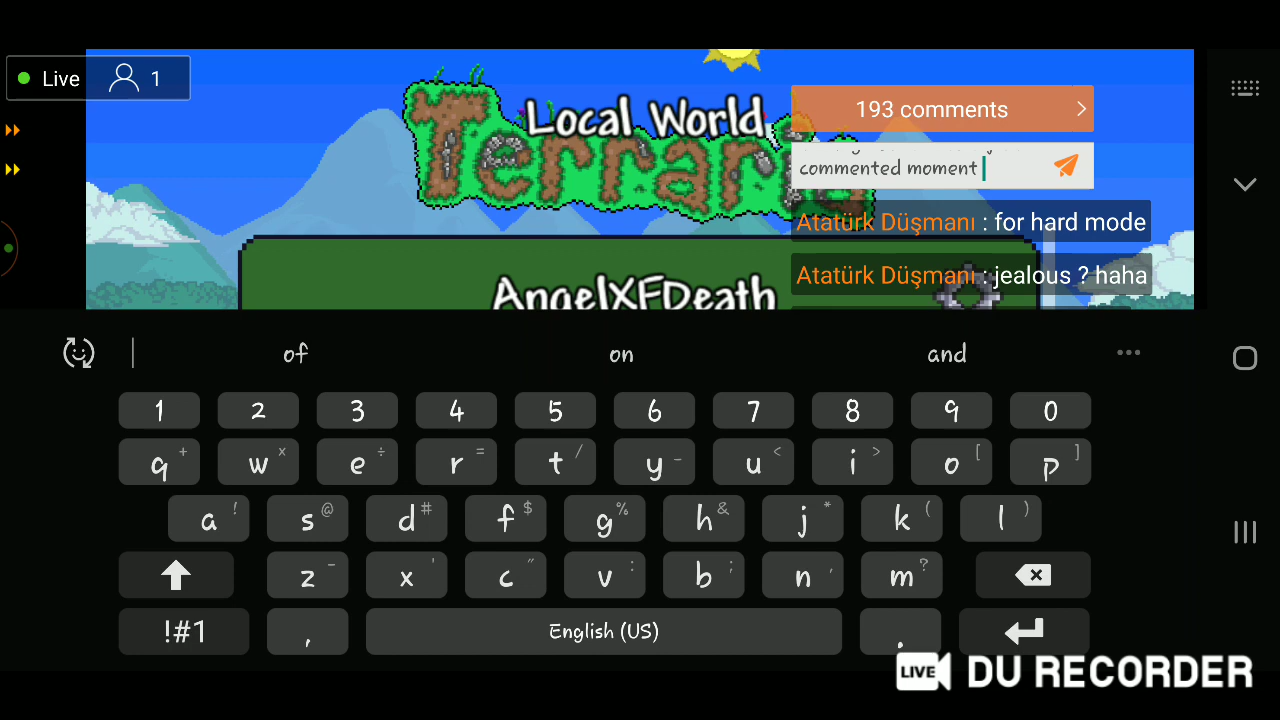 Live 1
Local World
Terraria
193 comments
commented moment
Atatürk Düşmanı : for hard mode
Atatürk Düşmanı : jealous ? haha
AngelXFDeath
of on and
1 2 3 4 5 6 7 8 9 0
q + w × e ÷ r = t / y - u < i > o [ p ]
a ! s @ d # f $ g % h & j * k ( l )
z - x ' c " v : b ; n , m ?
!#1 , English (US) .
LIVE DU RECORDER